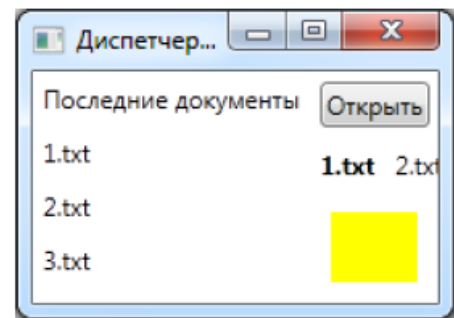 Диспетчер...
Последние документы
Открыть
1.txt
1.txt 2.txt
2.txt
3.txt